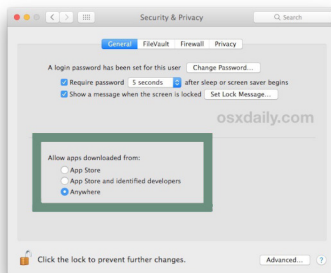 Security & Privacy
Search
General FileVault Firewall Privacy
A login password has been set for this user Change Password...
Require password 5 seconds after sleep or screen saver begins
Show a message when the screen is locked Set Lock Message...
osxdaily.com
Allow apps downloaded from:
App Store
App Store and identified developers
Anywhere
Click the lock to prevent further changes.
Advanced... ?